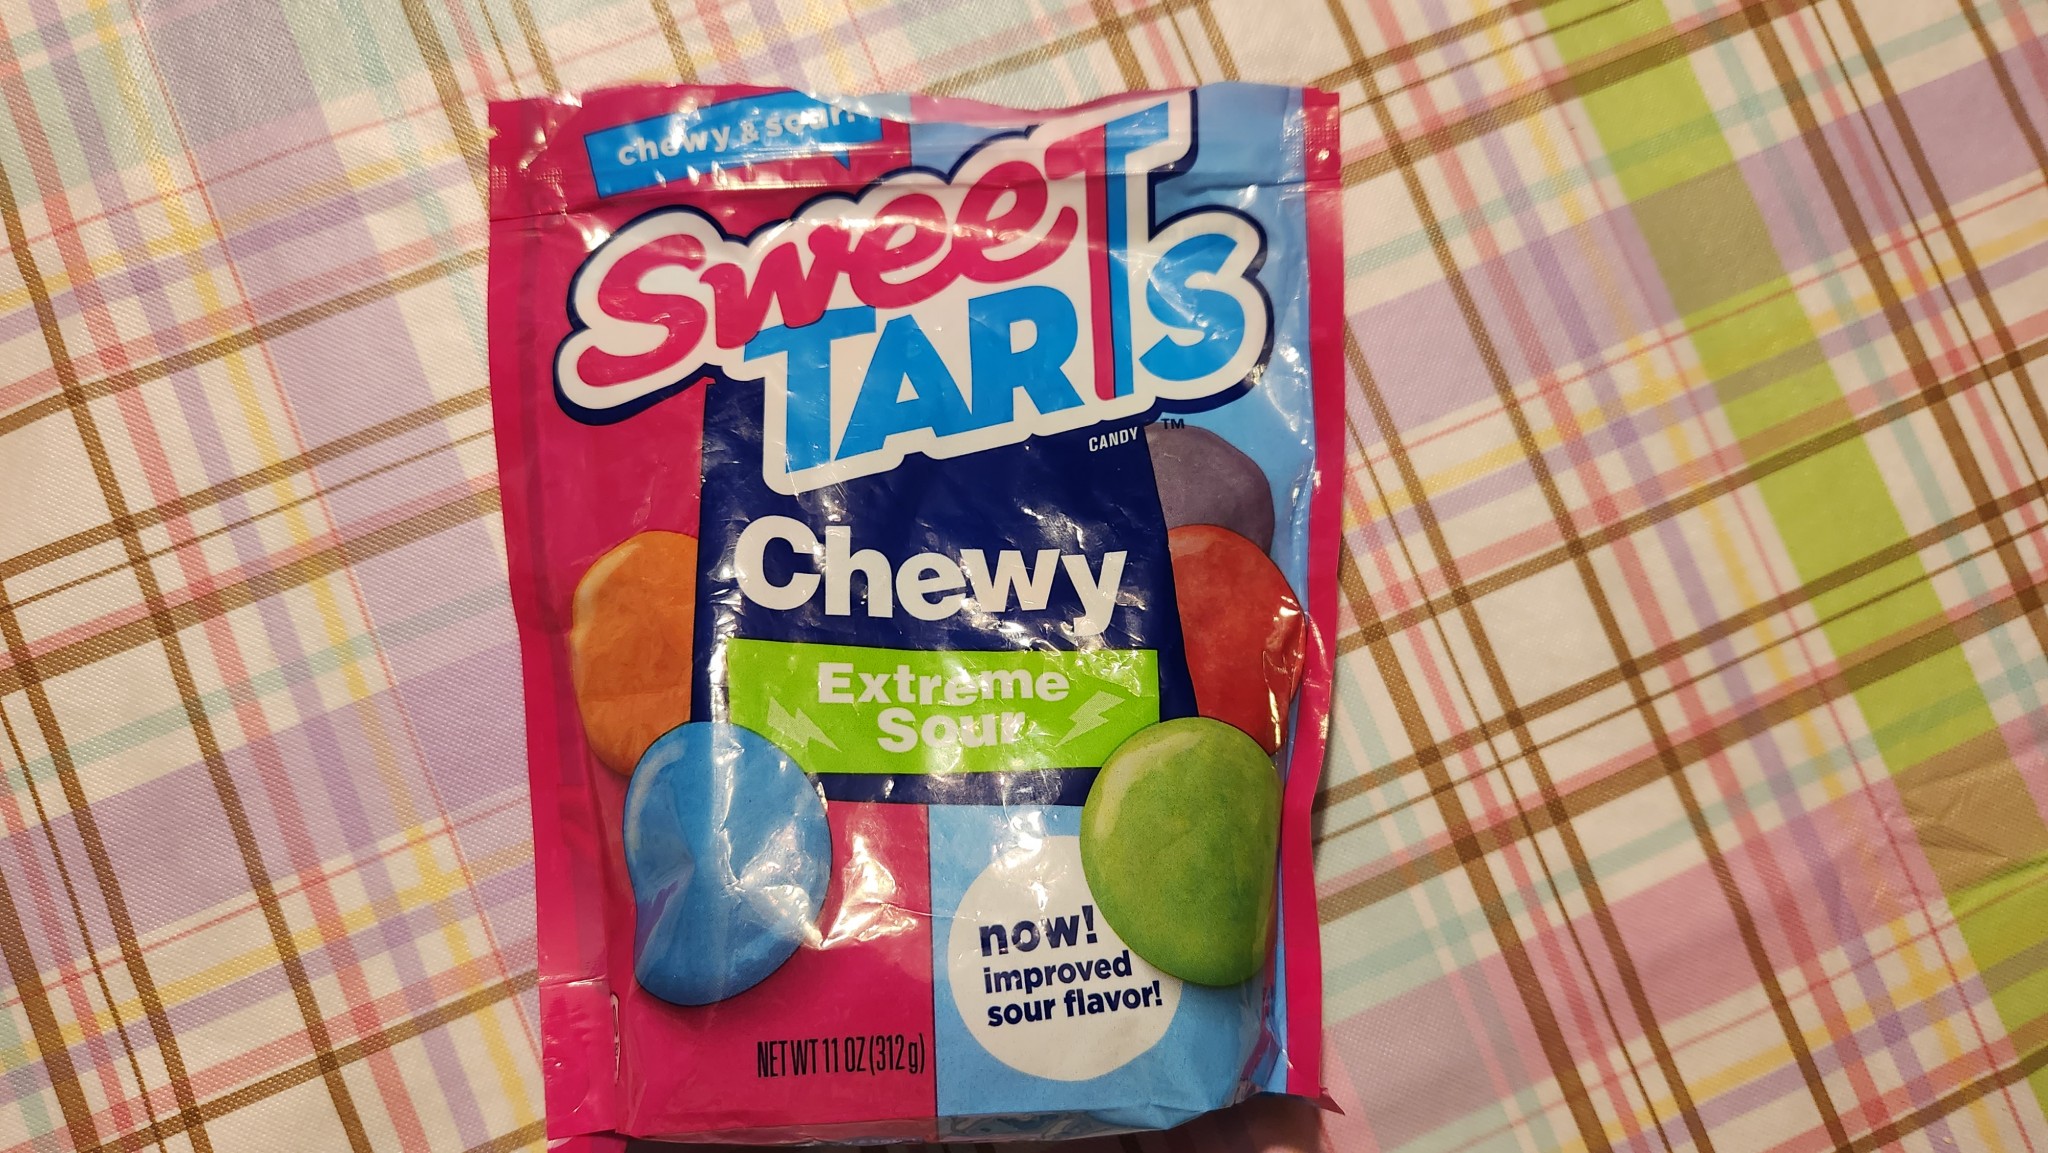 chewy & sour!
SweeT
TARTS
CANDY TM
Chewy
Extreme
Sour
now!
improved
sour flavor!
NET WT 11 OZ (312 g)